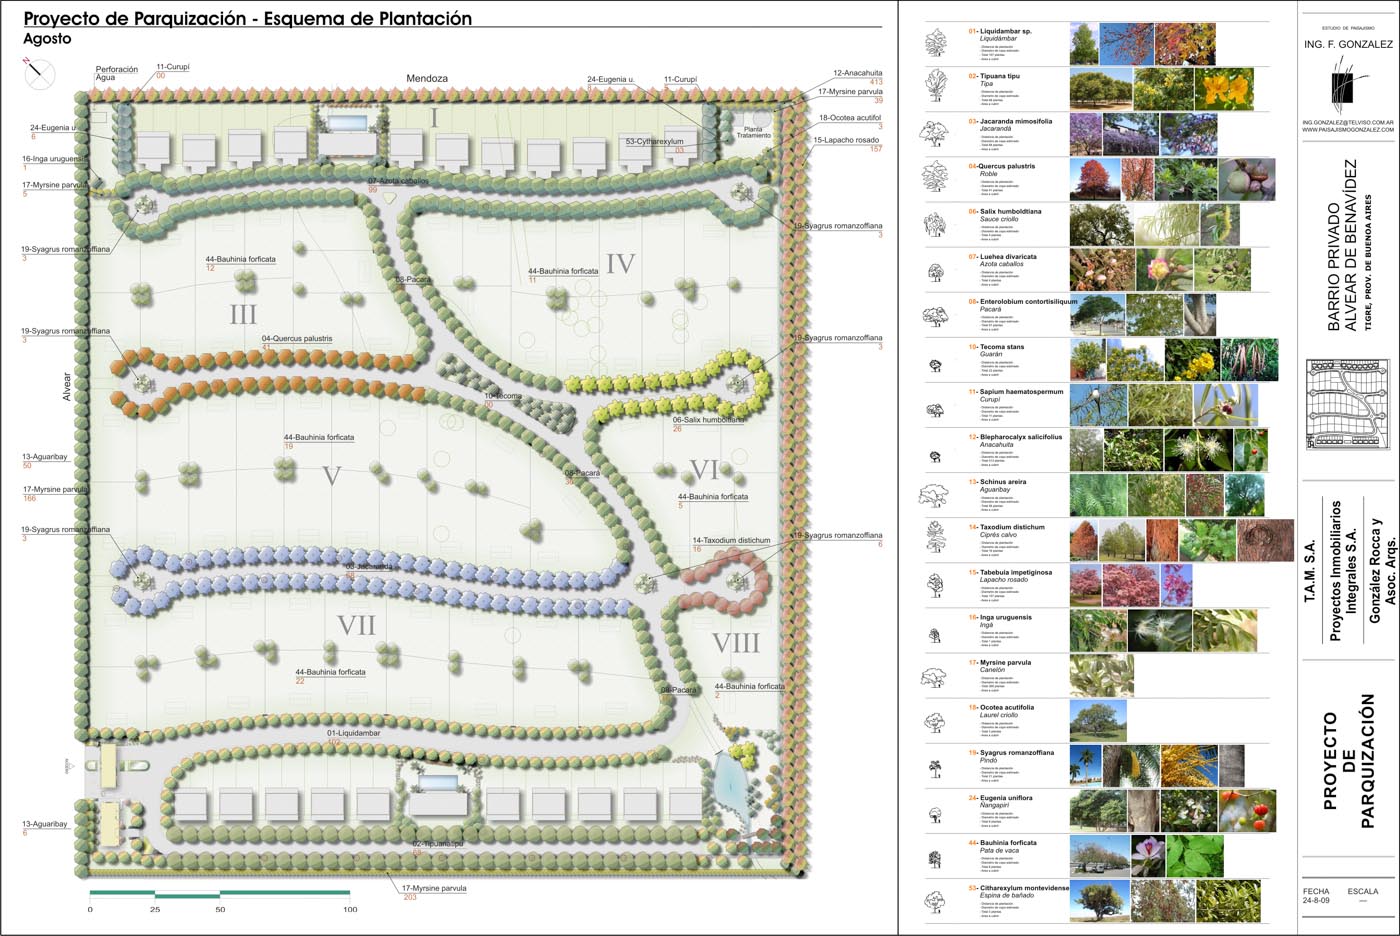 Proyecto de Parquización - Esquema de Plantación
Agosto
N
Perforación
Agua
11-Curupí
00
Mendoza
24-Eugenia u.
11-Curupí
12-Anacahuita
413
17-Myrsine parvula
39
18-Ocotea acutifol
3
15-Lapacho rosado
157
24-Eugenia u
6
16-Inga uruguensis
1
17-Myrsine parvula
5
I
Planta
Tratamiento
53-Cytharexylum
03
07-Azota caballos
99
19-Syagrus romanzoffiana
3
19-Syagrus romanzoffiana
3
44-Bauhinia forficata
12
44-Bauhinia forficata
11
IV
08-Pacará
III
19-Syagrus romanzoffiana
3
04-Quercus palustris
41
19-Syagrus romanzoffiana
3
Alvear
10-Tecoma
00
06-Salix humboldtiana
26
44-Bauhinia forficata
19
13-Aguaribay
50
V
08-Pacará
VI
17-Myrsine parvula
166
44-Bauhinia forficata
5
19-Syagrus romanzoffiana
3
14-Taxodium distichum
16
19-Syagrus romanzoffiana
6
03-Jacaranda
VII
VIII
44-Bauhinia forficata
22
08-Pacará
44-Bauhinia forficata
2
01-Liquidambar
107
13-Aguaribay
6
02-Tipuanatipu
17-Myrsine parvula
203
0 25 50 100
01- Liquidambar sp.
Liquidámbar
02- Tipuana tipu
Tipa
03- Jacaranda mimosifolia
Jacarandá
04-Quercus palustris
Roble
06- Salix humboldtiana
Sauce criollo
07- Luehea divaricata
Azota caballos
08- Enterolobium contortisiliquum
Pacará
10- Tecoma stans
Guarán
11- Sapium haematospermum
Curupí
12- Blepharocalyx salicifolius
Anacahuita
13- Schinus areira
Aguaribay
14- Taxodium distichum
Ciprés calvo
15- Tabebuia impetiginosa
Lapacho rosado
16- Inga uruguensis
Ingá
17- Myrsine parvula
Canelón
18- Ocotea acutifolia
Laurel criollo
19- Syagrus romanzoffiana
Pindó
24- Eugenia uniflora
Nangapirí
44- Bauhinia forficata
Pata de vaca
53- Citharexylum montevidense
Espina de bañado
ESTUDIO DE PAISAJISMO
ING. F. GONZALEZ
ING.GONZALEZ@TELVISO.COM.AR
WWW.PAISAJISMOGONZALEZ.COM
BARRIO PRIVADO
ALVEAR DE BENAVÍDEZ
TIGRE, PROV. DE BUENOS AIRES
T.A.M. S.A.
Proyectos Inmobiliarios
Integrales S.A.
González Rocca y
Asoc. Arqs.
PROYECTO
DE
PARQUIZACIÓN
FECHA ESCALA
24-8-09 ---